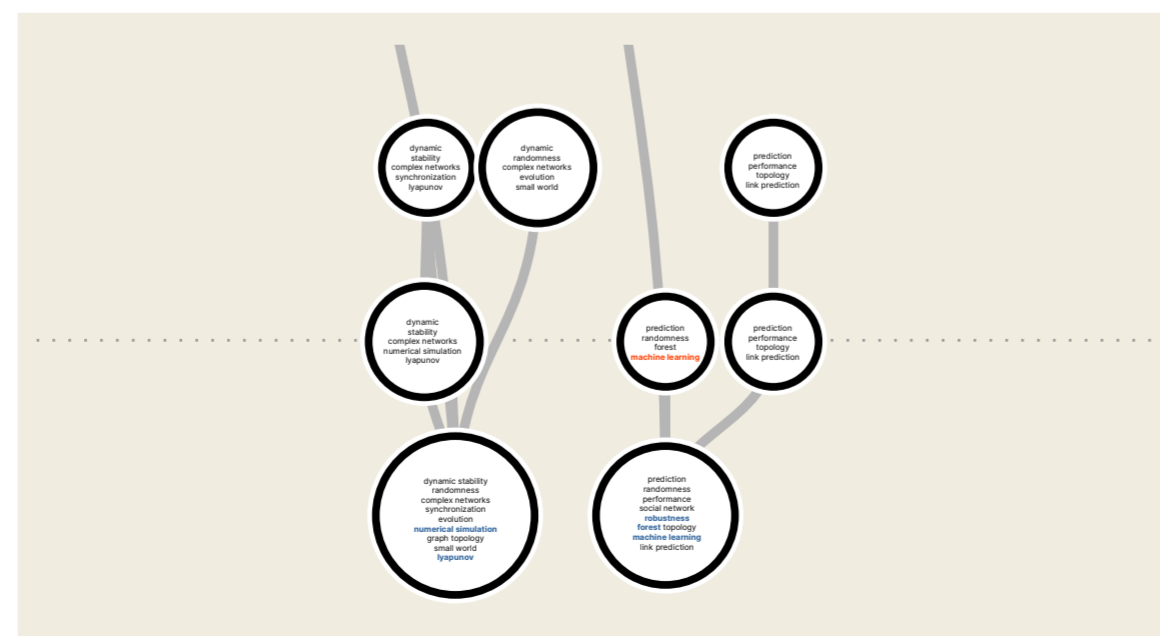 dynamic
stability
complex networks
synchronization
lyapunov
dynamic
randomness
complex networks
evolution
small world
prediction
performance
topology
link prediction
dynamic
stability
complex networks
numerical simulation
lyapunov
prediction
randomness
forest
machine learning
prediction
performance
topology
link prediction
dynamic stability
randomness
complex networks
synchronization
evolution
numerical simulation
graph topology
small world
lyapunov
prediction
randomness
performance
social network
robustness
forest topology
machine learning
link prediction